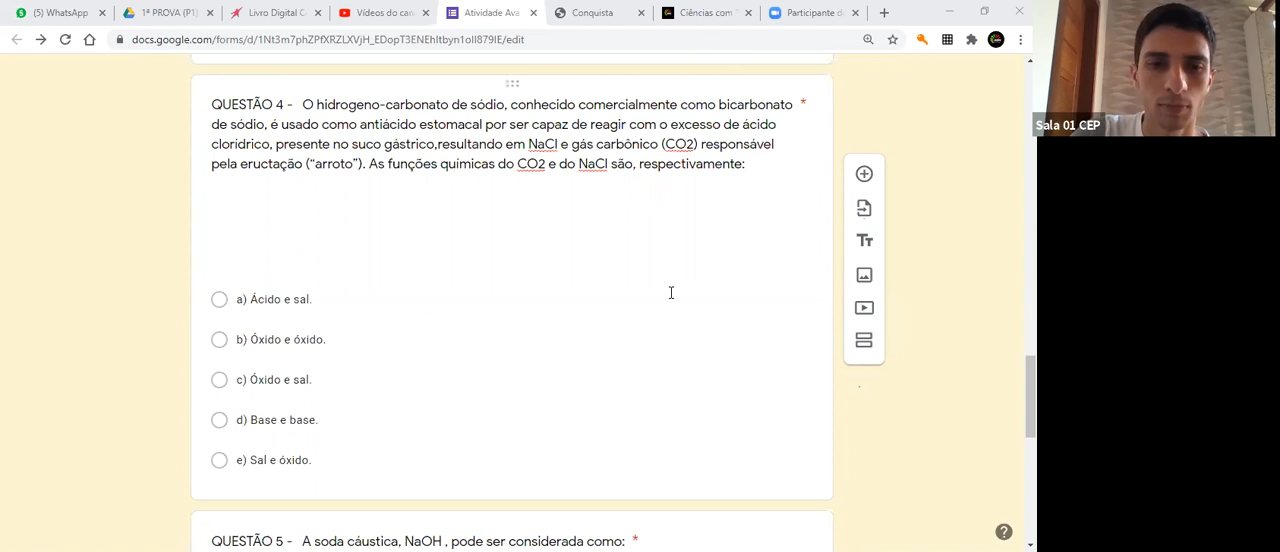 (5) WhatsApp
1ª PROVA (P1)
Livro Digital C
Vídeos do can
Atividade Ava
Conquista
Ciências com
Participante d
docs.google.com/forms/d/1Nt3m7phZPfXRZLXVjH_EDopT3ENEhItbyn1oIl879IE/edit
Sala 01 CEP
QUESTÃO 4 - O hidrogeno-carbonato de sódio, conhecido comercialmente como bicarbonato *
de sódio, é usado como antiácido estomacal por ser capaz de reagir com o excesso de ácido
clorídrico, presente no suco gástrico,resultando em NaCl e gás carbônico (CO2) responsável
pela eructação (“arroto”). As funções químicas do CO2 e do NaCl são, respectivamente:
Tт
a) Ácido e sal.
b) Óxido e óxido.
c) Óxido e sal.
d) Base e base.
e) Sal e óxido.
QUESTÃO 5 - A soda cáustica, NaOH , pode ser considerada como: *